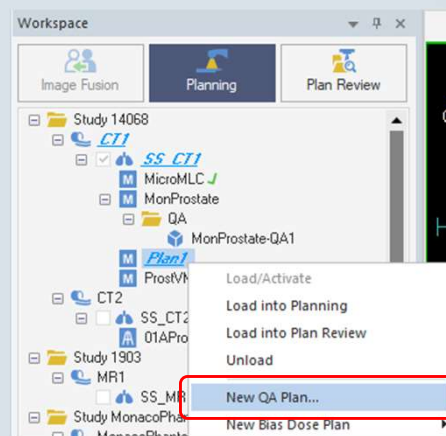 Workspace
Image Fusion Planning Plan Review
Study 14068
CT1
SS_CT1
MicroMLC
MonProstate
QA
MonProstate-QA1
Plan1
Load/Activate
Load into Planning
CT2
Load into Plan Review
SS_CT2
Unload
Study 1903
MR1
New QA Plan...
New Bias Dose Plan